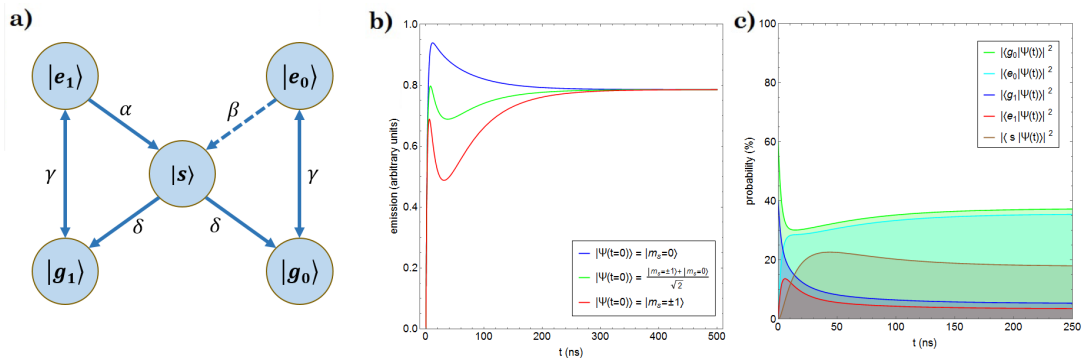 a)
|e₁⟩
|e₀⟩
α
β
|s⟩
γ
γ
δ
δ
|g₁⟩
|g₀⟩
b)
emission (arbitrary units)
1.0
0.8
0.6
0.4
0.2
0.0
|Ψ(t=0)⟩ = |mₛ=0⟩
|Ψ(t=0)⟩ = |mₛ=±1⟩+|mₛ=0⟩ / √2
|Ψ(t=0)⟩ = |mₛ=±1⟩
0 100 200 300 400 500
t (ns)
c)
probability (%)
100
80
60
40
20
0
|⟨g₀|Ψ(t)⟩| ²
|⟨e₀|Ψ(t)⟩| ²
|⟨g₁|Ψ(t)⟩| ²
|⟨e₁|Ψ(t)⟩| ²
|⟨ s |Ψ(t)⟩| ²
0 50 100 150 200 250
t (ns)